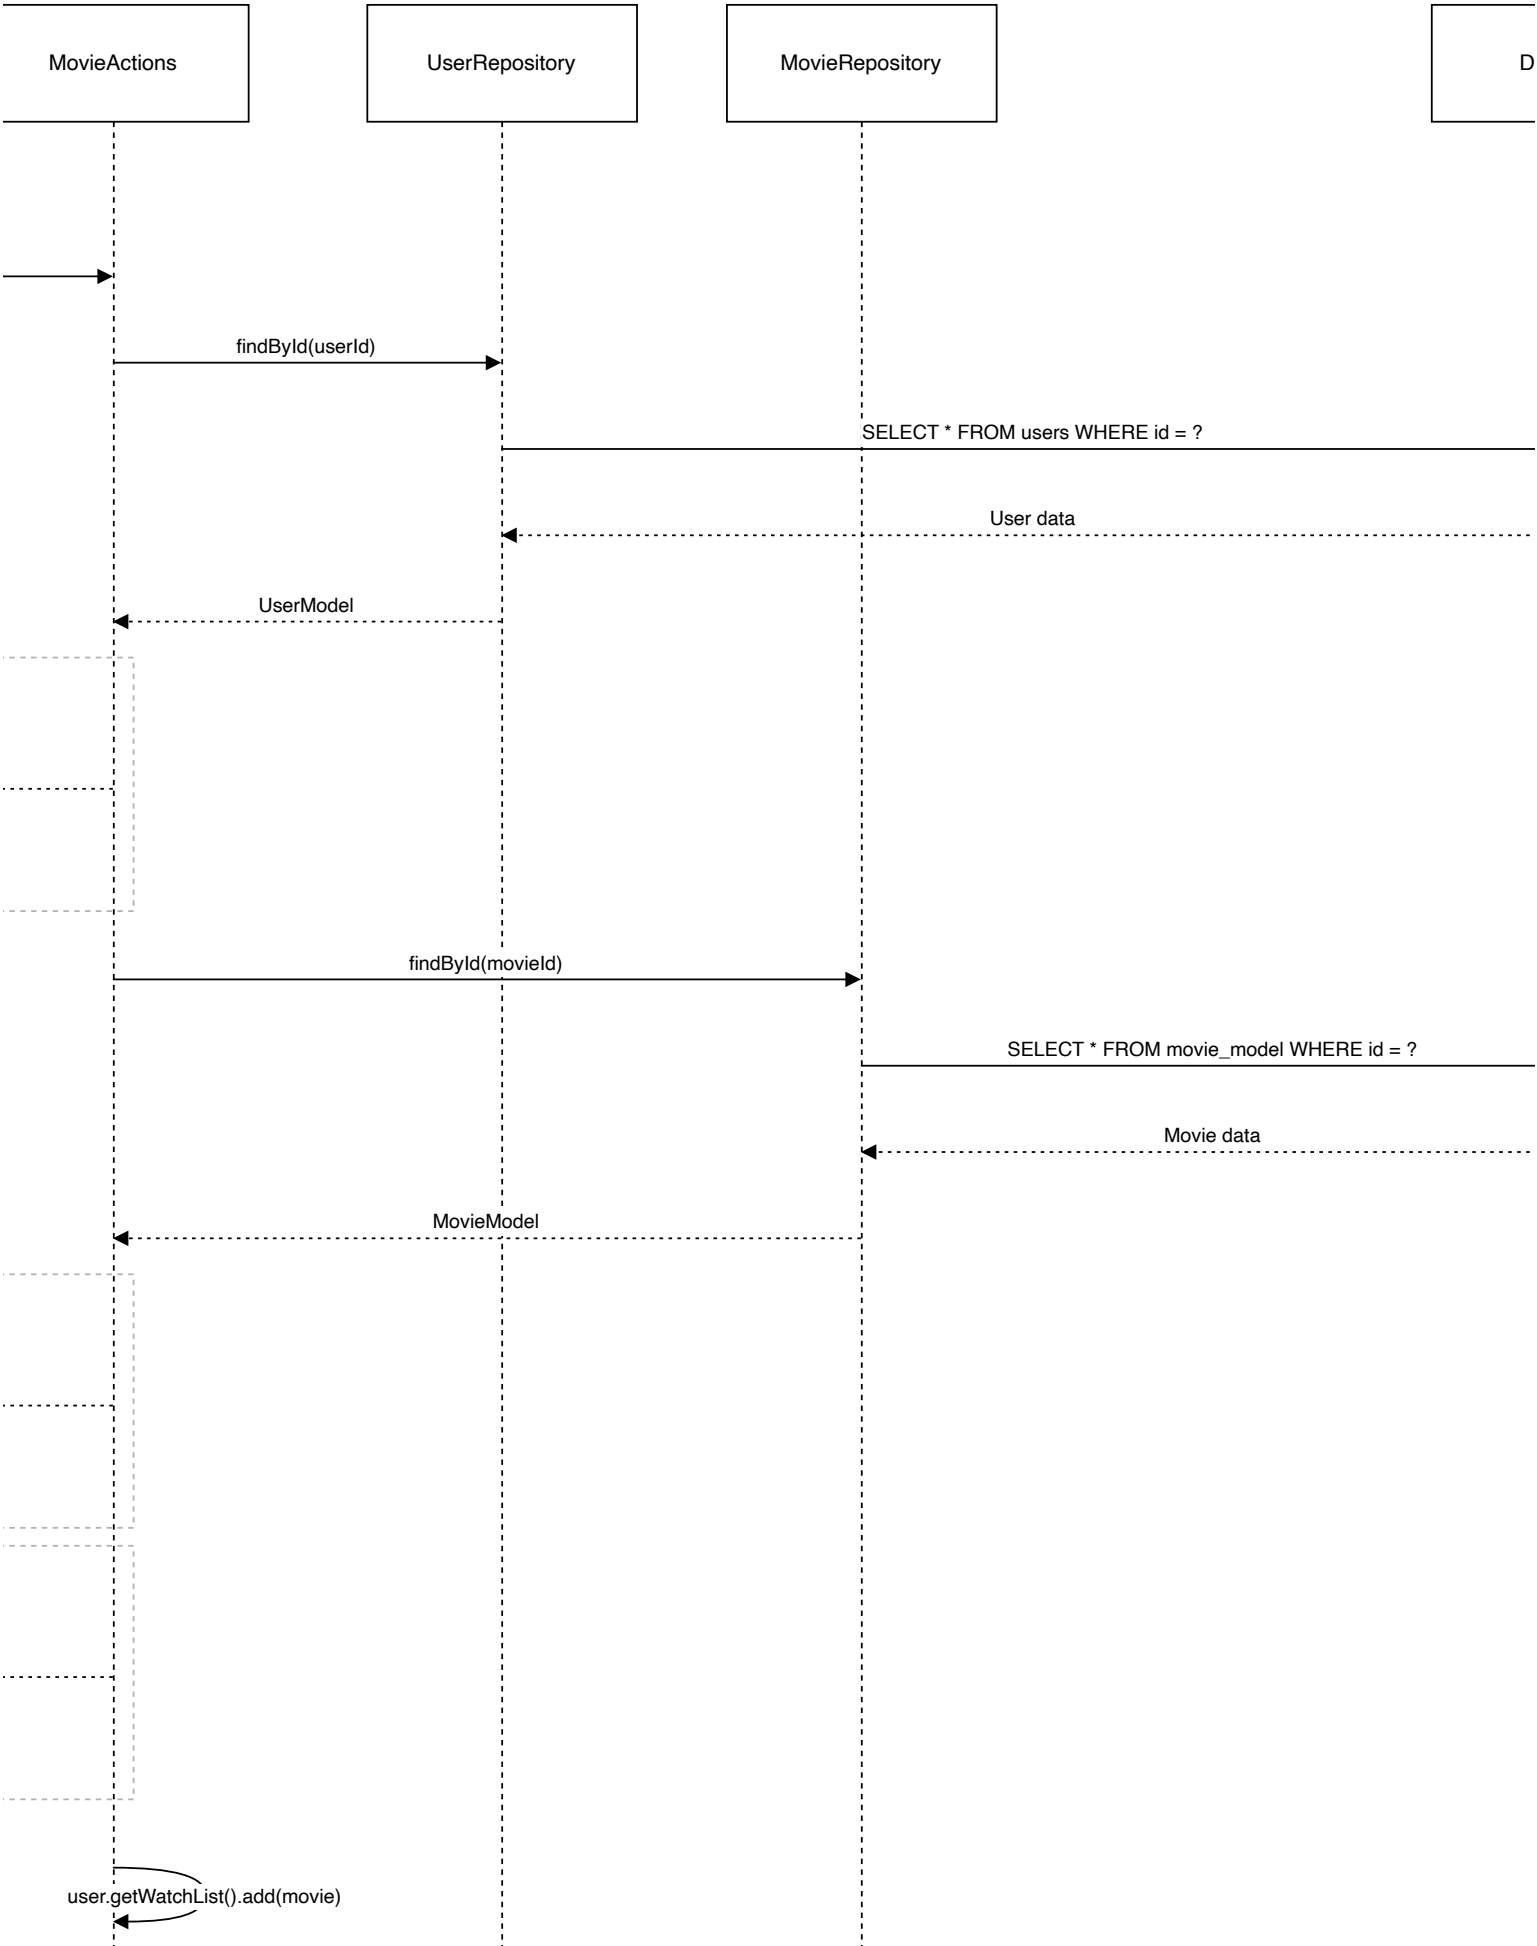 MovieActions
UserRepository
MovieRepository
D
findById(userId)
SELECT * FROM users WHERE id = ?
User data
UserModel
findById(movieId)
SELECT * FROM movie_model WHERE id = ?
Movie data
MovieModel
user.getWatchList().add(movie)